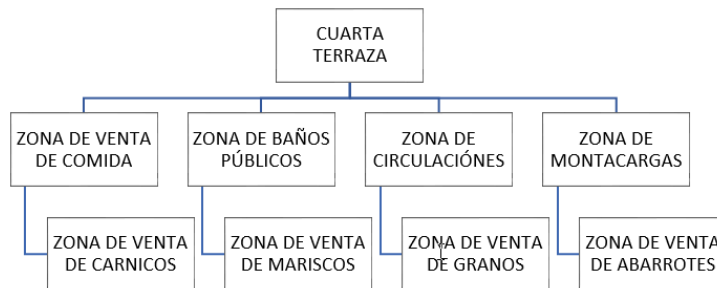 CUARTA
TERRAZA
ZONA DE VENTA
DE COMIDA
ZONA DE BAÑOS
PÚBLICOS
ZONA DE
CIRCULACIÓNES
ZONA DE
MONTACARGAS
ZONA DE VENTA
DE CARNICOS
ZONA DE VENTA
DE MARISCOS
ZONA DE VENTA
DE GRANOS
ZONA DE VENTA
DE ABARROTES